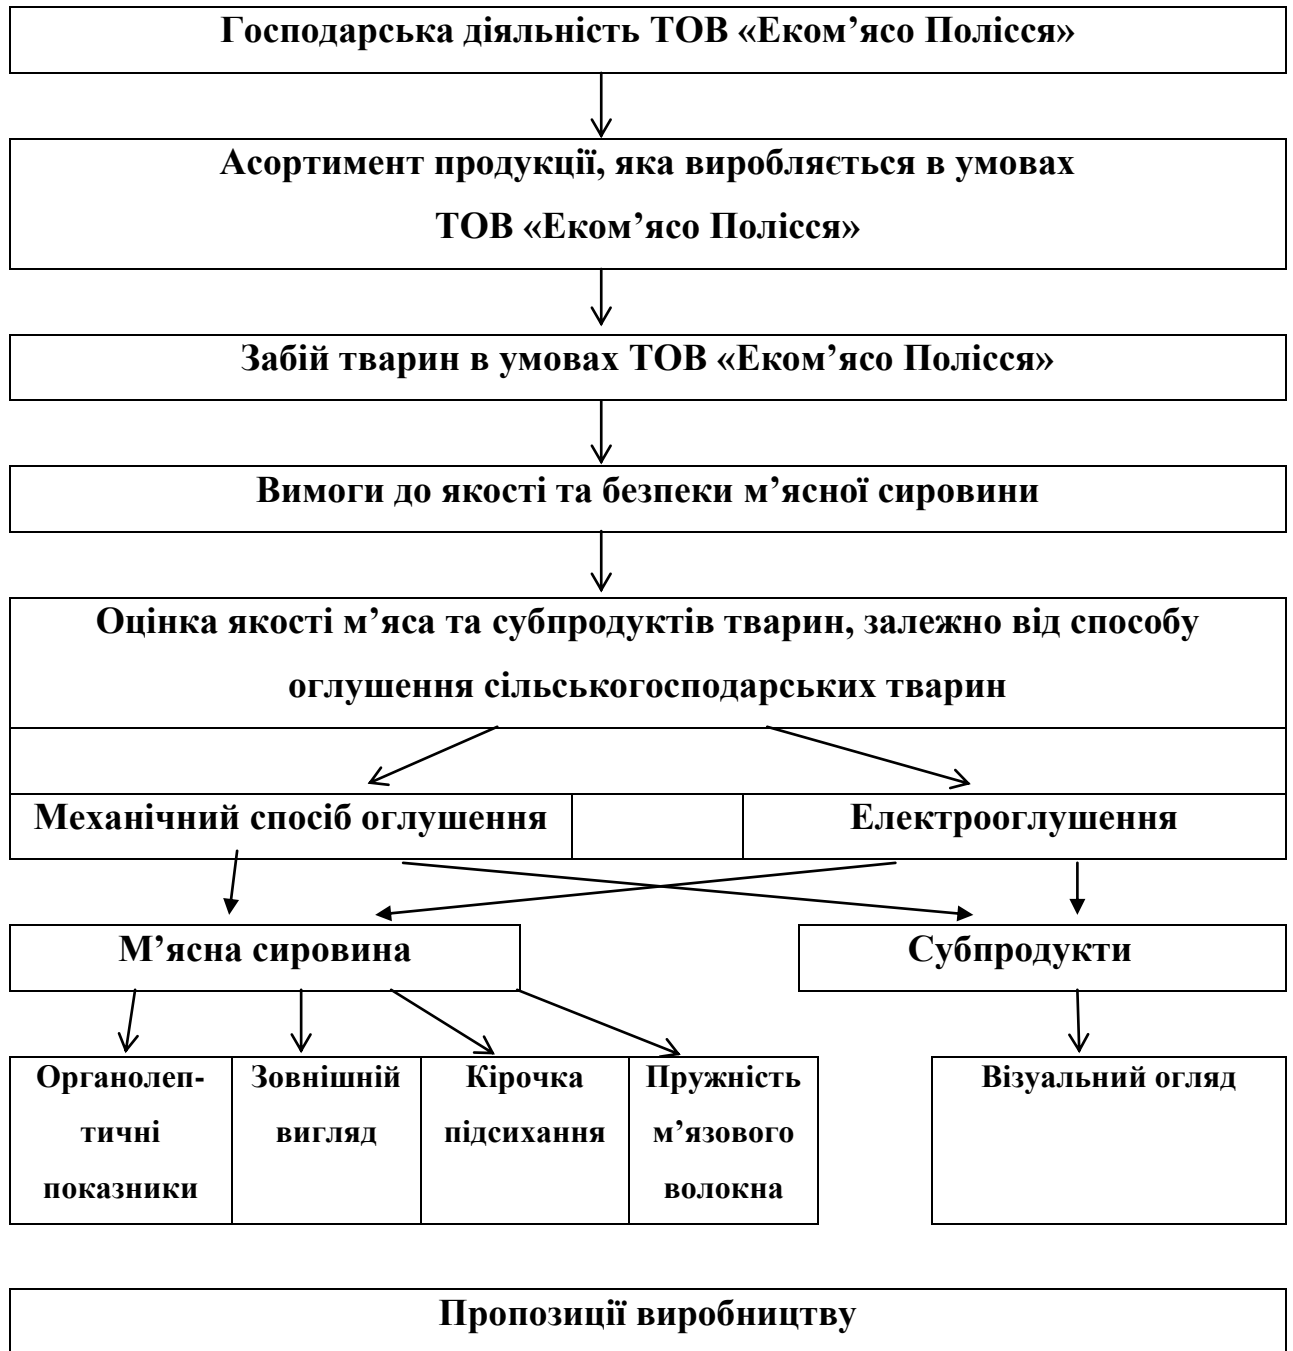 Господарська діяльність ТОВ «Еком’ясо Полісся»
Асортимент продукції, яка виробляється в умовах
ТОВ «Еком’ясо Полісся»
Забій тварин в умовах ТОВ «Еком’ясо Полісся»
Вимоги до якості та безпеки м’ясної сировини
Оцінка якості м’яса та субпродуктів тварин, залежно від способу
оглушення сільськогосподарських тварин
Механічний спосіб оглушення
Електрооглушення
М’ясна сировина
Субпродукти
Органолеп-
тичні
показники
Зовнішній
вигляд
Кірочка
підсихання
Пружність
м’язового
волокна
Візуальний огляд
Пропозиції виробництву